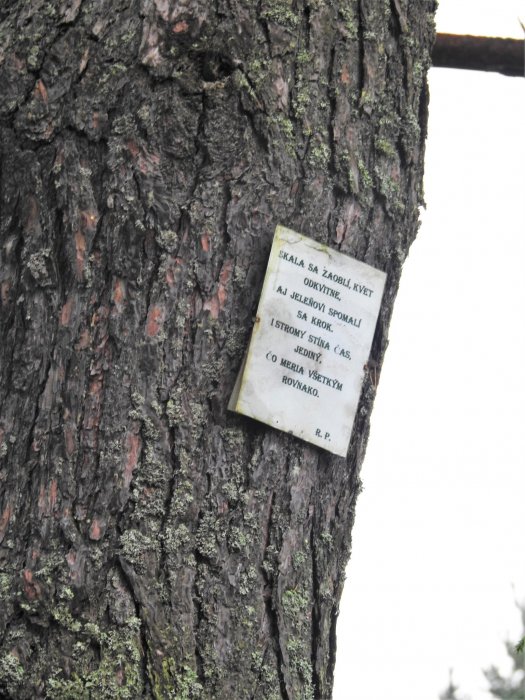 SKALA SA ZAOBLÍ, KVET
ODKVITNE,
AJ JELEŇOVI SPOMALÍ
SA KROK.
I STROMY STÍNA ČAS,
JEDINÝ,
ČO MERIA VŠETKÝM
ROVNAKO.
R. P.